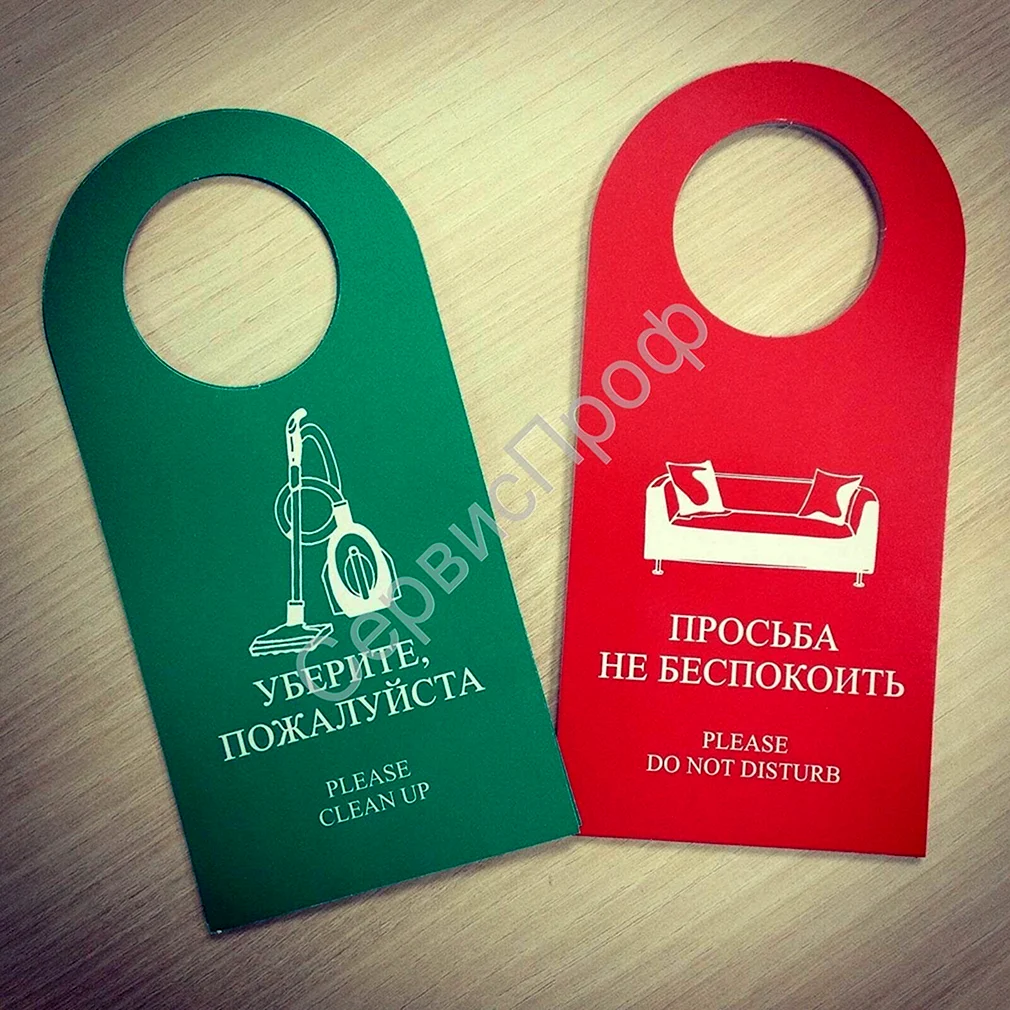 УБЕРИТЕ,
ПОЖАЛУЙСТА
PLEASE
CLEAN UP
ПРОСЬБА
НЕ БЕСПОКОИТЬ
PLEASE
DO NOT DISTURB
СервисПроф